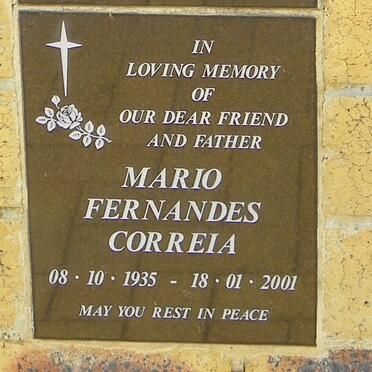 IN
LOVING MEMORY
OF
OUR DEAR FRIEND
AND FATHER
MARIO
FERNANDES
CORREIA
08 · 10 · 1935 - 18 · 01 · 2001
MAY YOU REST IN PEACE